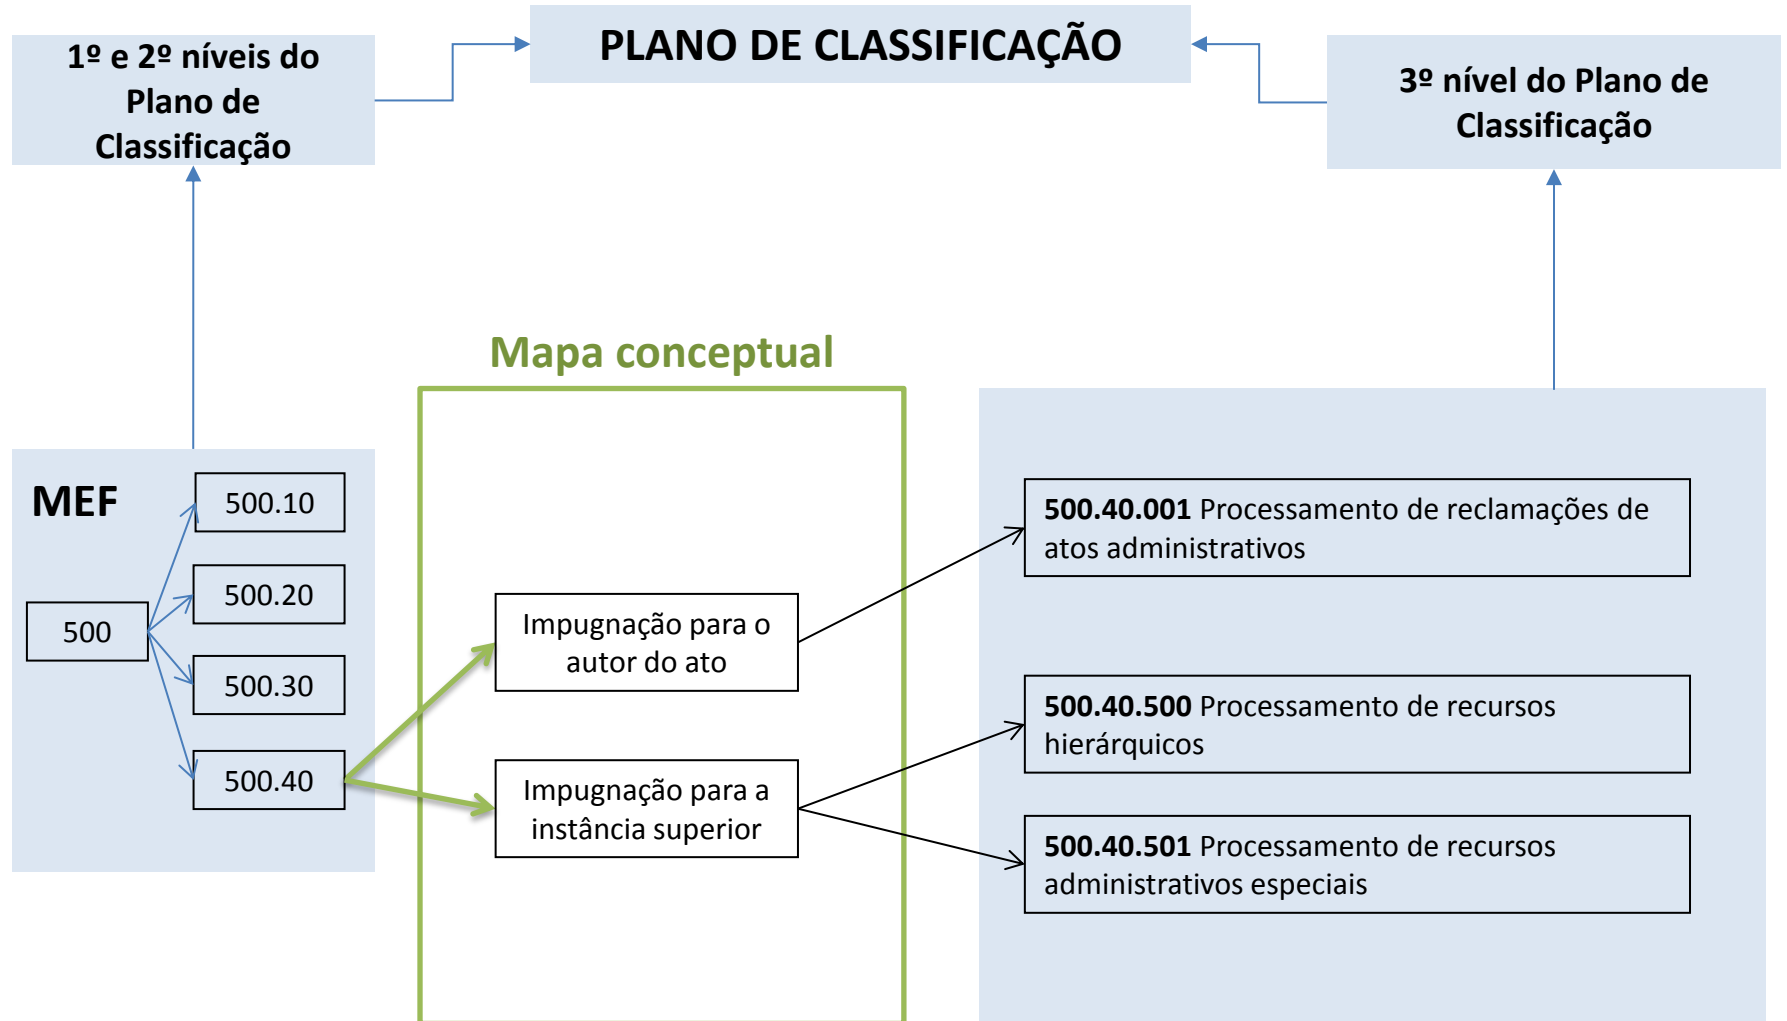 PLANO DE CLASSIFICAÇÃO
1º e 2º níveis do
Plano de
Classificação
3º nível do Plano de
Classificação
Mapa conceptual
MEF
500
500.10
500.20
500.30
500.40
Impugnação para o
autor do ato
Impugnação para a
instância superior
500.40.001 Processamento de reclamações de
atos administrativos
500.40.500 Processamento de recursos
hierárquicos
500.40.501 Processamento de recursos
administrativos especiais